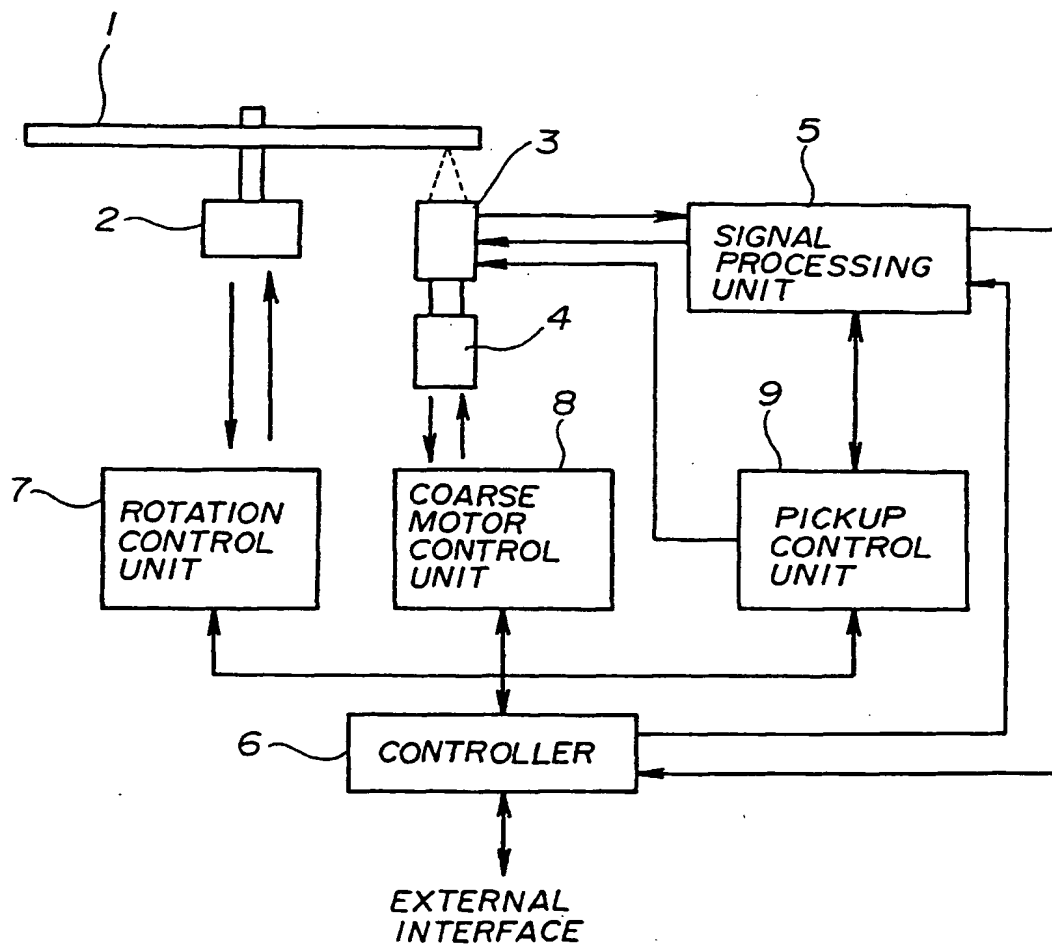 1
3
5
2
SIGNAL
PROCESSING
UNIT
4
8
9
7
ROTATION
CONTROL
UNIT
COARSE
MOTOR
CONTROL
UNIT
PICKUP
CONTROL
UNIT
6
CONTROLLER
EXTERNAL
INTERFACE